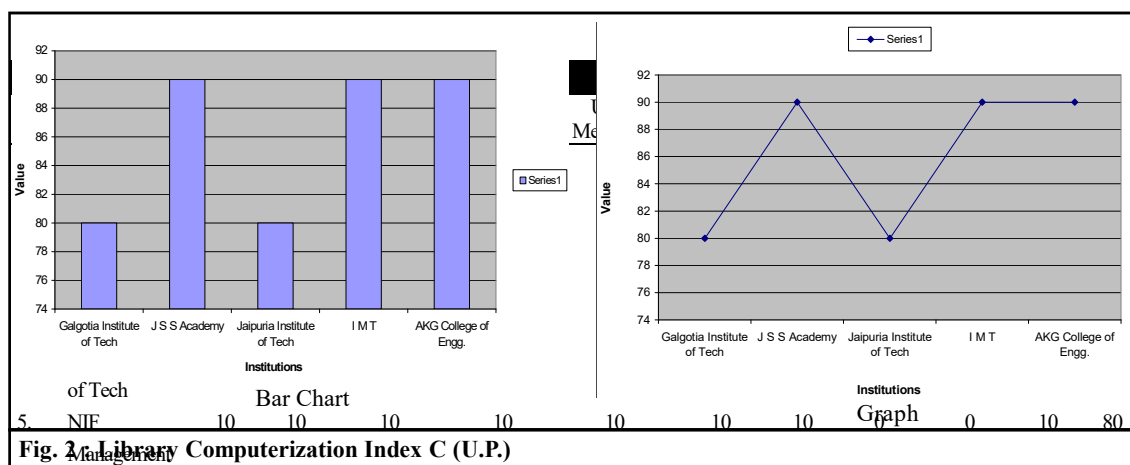 92
90
88
86
84
82
80
78
76
74
Value
Galgotia Institute
of Tech
J S S Academy
Jaipuria Institute
of Tech
I M T
AKG College of
Engg.
Institutions
Series1
Bar Chart
Series1
92
90
88
86
84
82
80
78
76
74
Value
Galgotia Institute
of Tech
J S S Academy
Jaipuria Institute
of Tech
I M T
AKG College of
Engg.
Institutions
Graph
U
Me
of Tech
5. NIF 10 10 10 10 10 10 10 0 0 10 80
Management
Fig. 2 : Library Computerization Index C (U.P.)